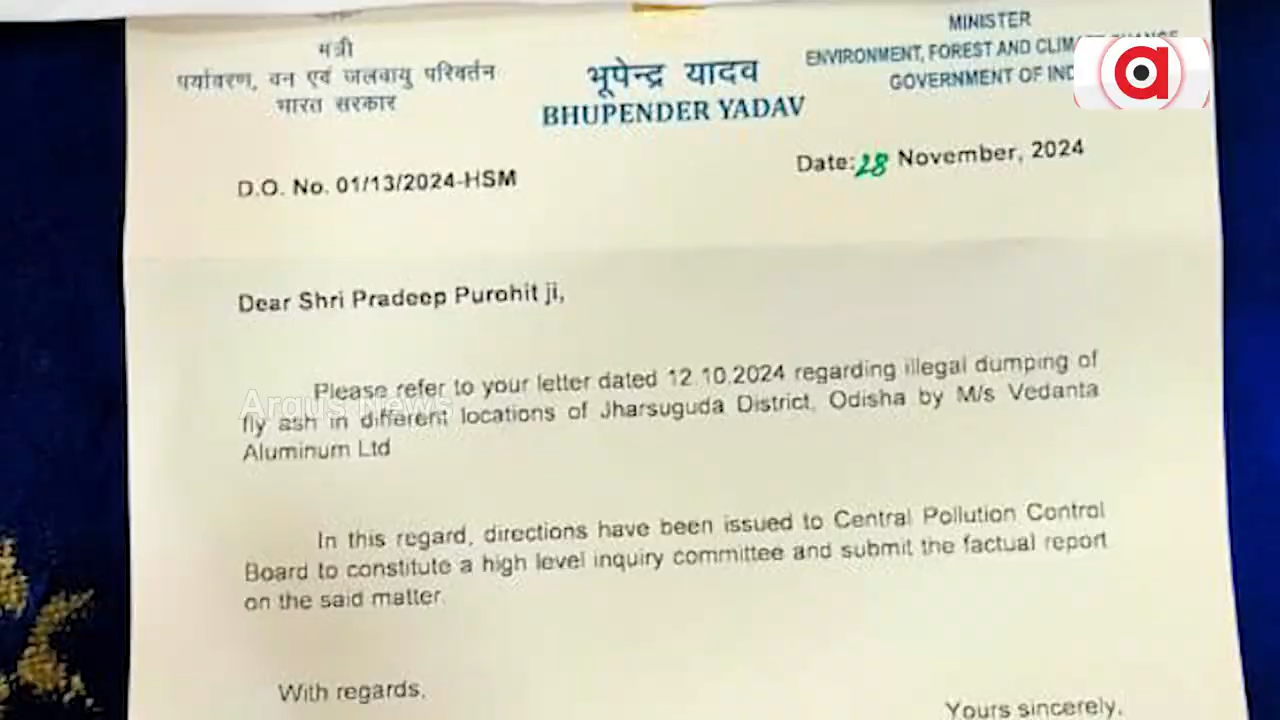 मंत्री
पर्यावरण, वन एवं जलवायु परिवर्तन
भारत सरकार
भूपेन्द्र यादव
BHUPENDER YADAV
MINISTER
ENVIRONMENT, FOREST AND CLIM
GOVERNMENT OF IND
a
D.O. No. 01/13/2024-HSM
Date: 28 November, 2024
Dear Shri Pradeep Purohit ji,
Please refer to your letter dated 12.10.2024 regarding illegal dumping of
fly ash in different locations of Jharsuguda District, Odisha by M/s Vedanta
Aluminum Ltd
Argus News
In this regard, directions have been issued to Central Pollution Control
Board to constitute a high level inquiry committee and submit the factual report
on the said matter.
With regards,
Yours sincerely,